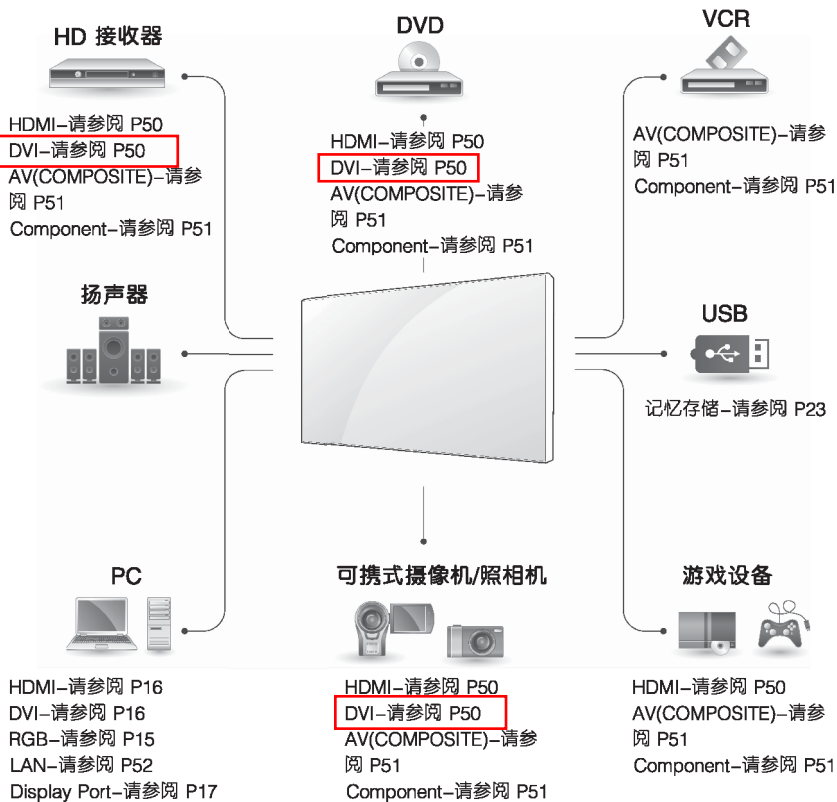 HD 接收器
HDMI–请参阅 P50
DVI–请参阅 P50
AV(COMPOSITE)–请参
阅 P51
Component–请参阅 P51
DVD
HDMI–请参阅 P50
DVI–请参阅 P50
AV(COMPOSITE)–请参
阅 P51
Component–请参阅 P51
VCR
AV(COMPOSITE)–请参
阅 P51
Component–请参阅 P51
扬声器
USB
记忆存储–请参阅 P23
PC
HDMI–请参阅 P16
DVI–请参阅 P16
RGB–请参阅 P15
LAN–请参阅 P52
Display Port–请参阅 P17
可携式摄像机/照相机
HDMI–请参阅 P50
DVI–请参阅 P50
AV(COMPOSITE)–请参
阅 P51
Component–请参阅 P51
游戏设备
HDMI–请参阅 P50
AV(COMPOSITE)–请参
阅 P51
Component–请参阅 P51